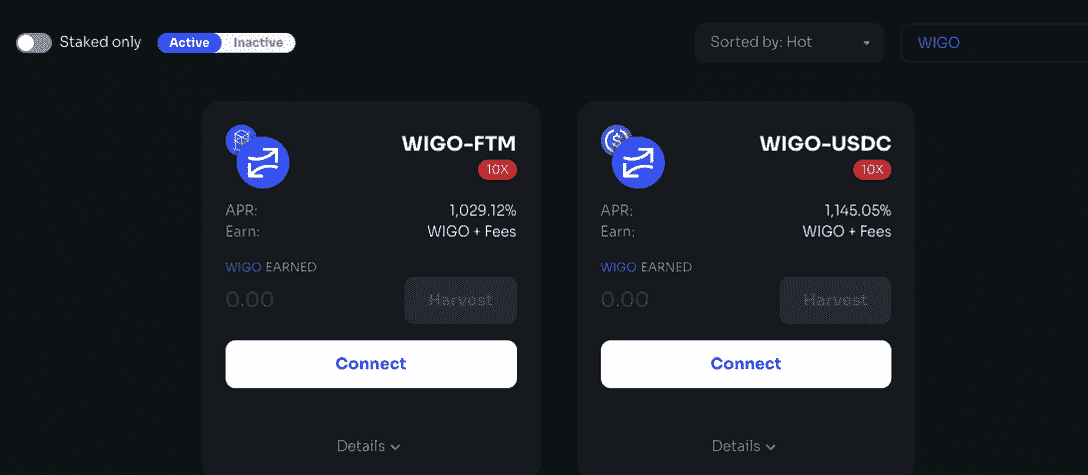 Staked only Active Inactive Sorted by: Hot WIGO
WIGO-FTM
10X
APR: 1,029.12%
Earn: WIGO + Fees
WIGO EARNED
0.00 Harvest
Connect
Details
WIGO-USDC
10X
APR: 1,145.05%
Earn: WIGO + Fees
WIGO EARNED
0.00 Harvest
Connect
Details